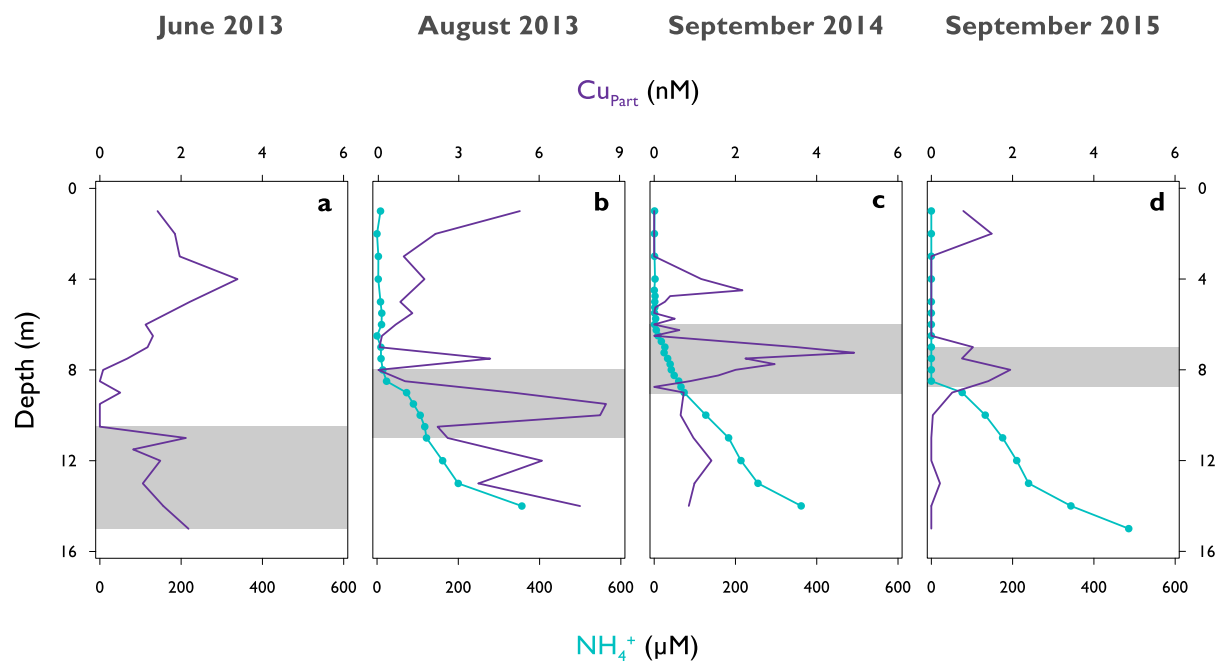 June 2013 August 2013 September 2014 September 2015
Cu_Part (nM)
0 2 4 6 0 3 6 9 0 2 4 6 0 2 4 6
0 a b c d 0
4 4
8 8
12 12
16 16
Depth (m)
0 200 400 600 0 200 400 600 0 200 400 600 0 200 400 600
NH₄⁺ (µM)